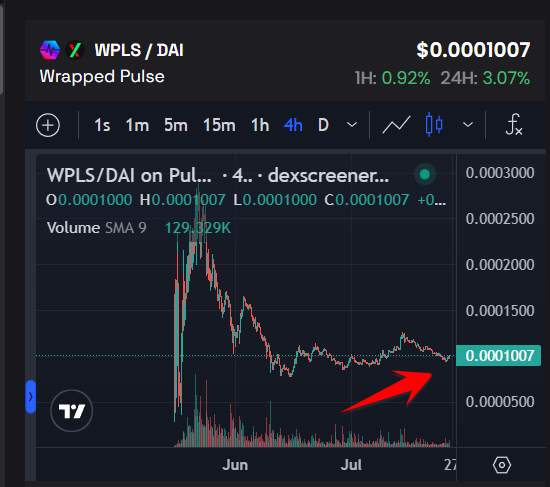 WPLS / DAI
$0.0001007
Wrapped Pulse
1H: 0.92% 24H: 3.07%
1s 1m 5m 15m 1h 4h D
WPLS/DAI on Pul... · 4.. · dexscreener...
O0.0001000 H0.0001007 L0.0001000 C0.0001007 +0...
Volume SMA 9 129.329K
0.0003000
0.0002500
0.0002000
0.0001500
0.0001007
0.0000500
Jun Jul 27